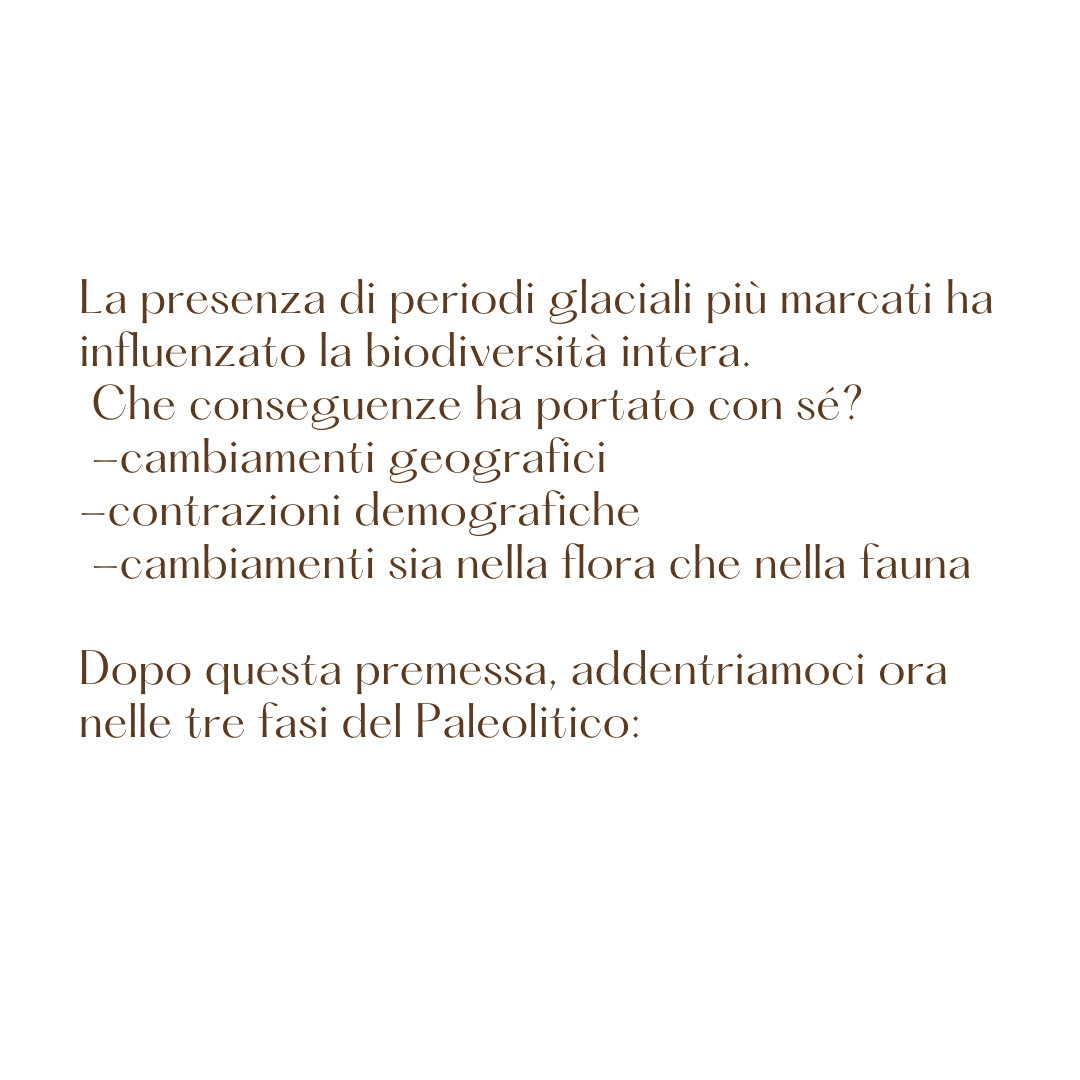 La presenza di periodi glaciali più marcati ha
influenzato la biodiversità intera.
Che conseguenze ha portato con sé?
-cambiamenti geografici
-contrazioni demografiche
-cambiamenti sia nella flora che nella fauna
Dopo questa premessa, addentriamoci ora
nelle tre fasi del Paleolitico: